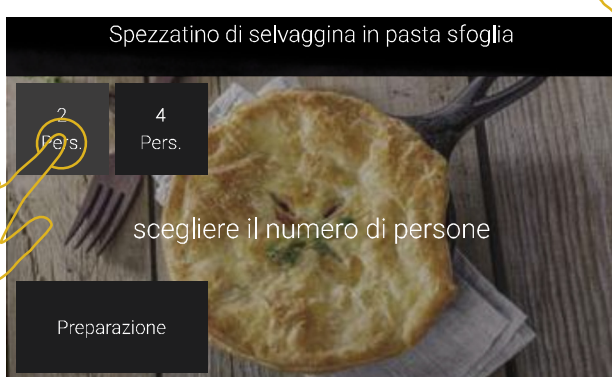 Spezzatino di selvaggina in pasta sfoglia
2
Pers.
4
Pers.
scegliere il numero di persone
Preparazione